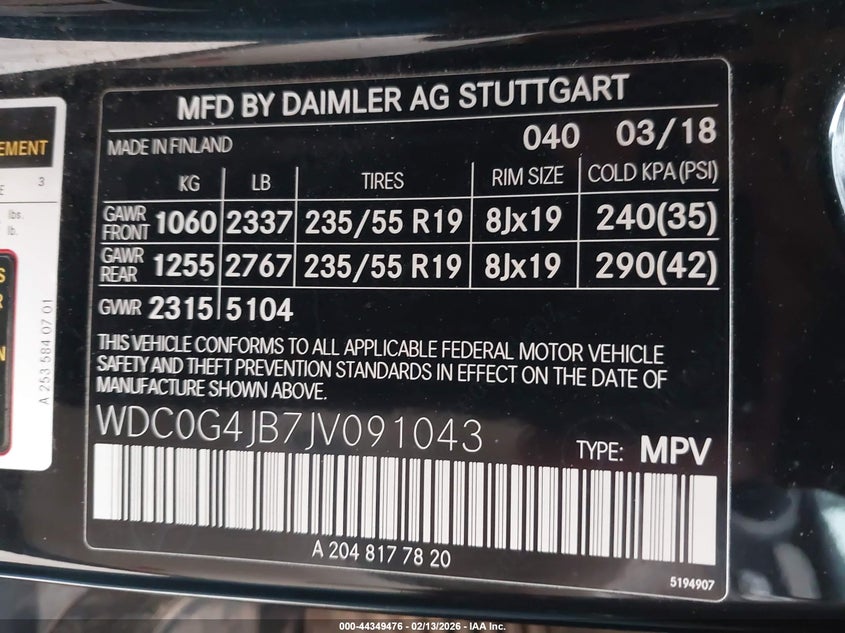 MFD BY DAIMLER AG STUTTGART
MADE IN FINLAND 040 03/18
KG LB TIRES RIM SIZE COLD KPA (PSI)
GAWR FRONT 1060 2337 235/55 R19 8Jx19 240(35)
GAWR REAR 1255 2767 235/55 R19 8Jx19 290(42)
GVWR 2315 5104
THIS VEHICLE CONFORMS TO ALL APPLICABLE FEDERAL MOTOR VEHICLE
SAFETY AND THEFT PREVENTION STANDARDS IN EFFECT ON THE DATE OF
MANUFACTURE SHOWN ABOVE.
WDC0G4JB7JV091043
TYPE: MPV
A 204 817 78 20
5194907
EMENT
3
lbs.
lb.
A 253 584 07 01
000-44349476 - 02/13/2026 - IAA Inc.